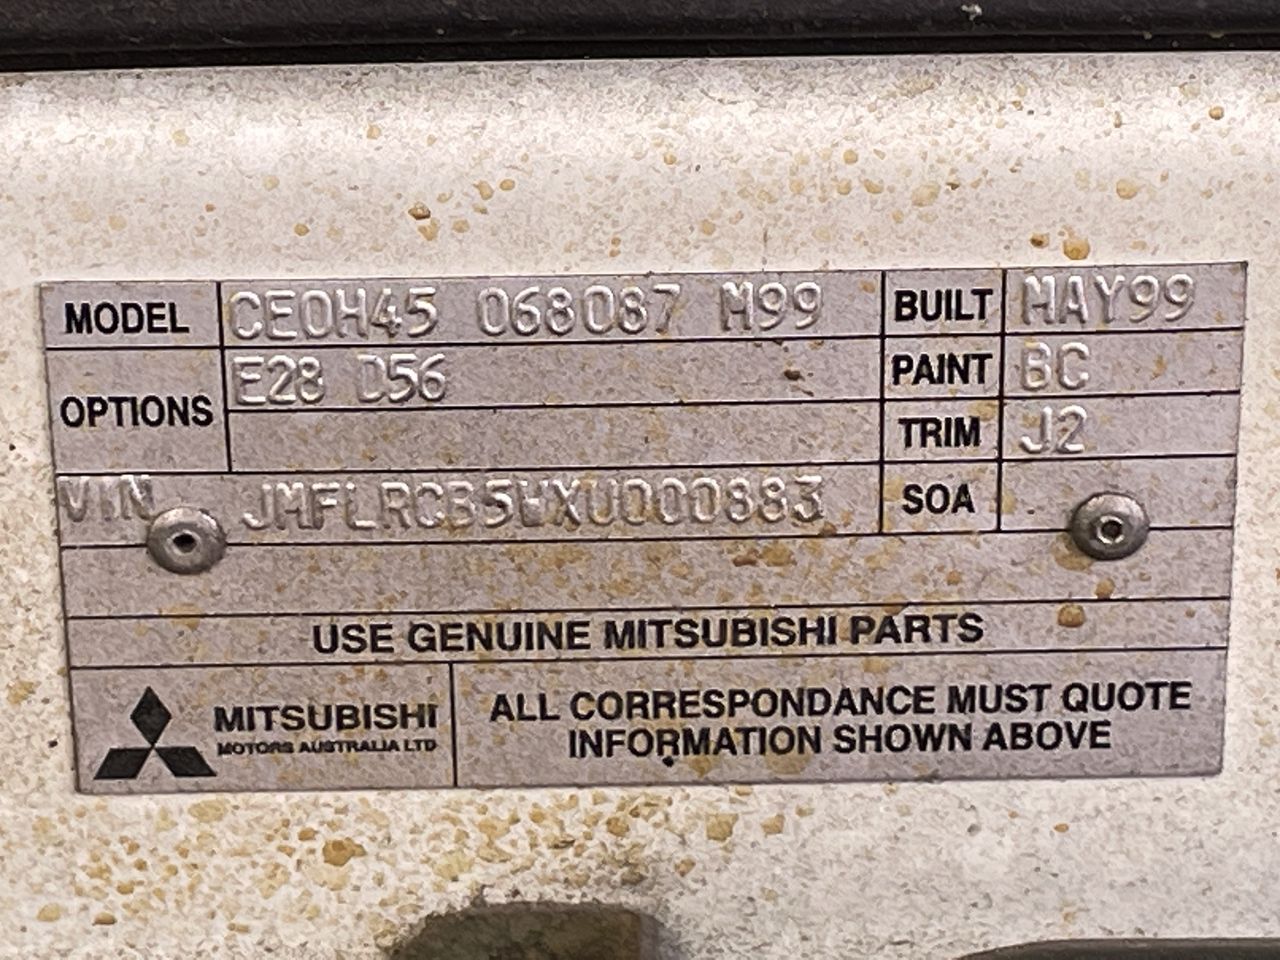 MODEL CE0H45 068087 M99 BUILT MAY99
OPTIONS E28 D56 PAINT BC
TRIM J2
VIN JMFLRCB5WXU000883 SOA
USE GENUINE MITSUBISHI PARTS
MITSUBISHI
MOTORS AUSTRALIA LTD
ALL CORRESPONDANCE MUST QUOTE
INFORMATION SHOWN ABOVE